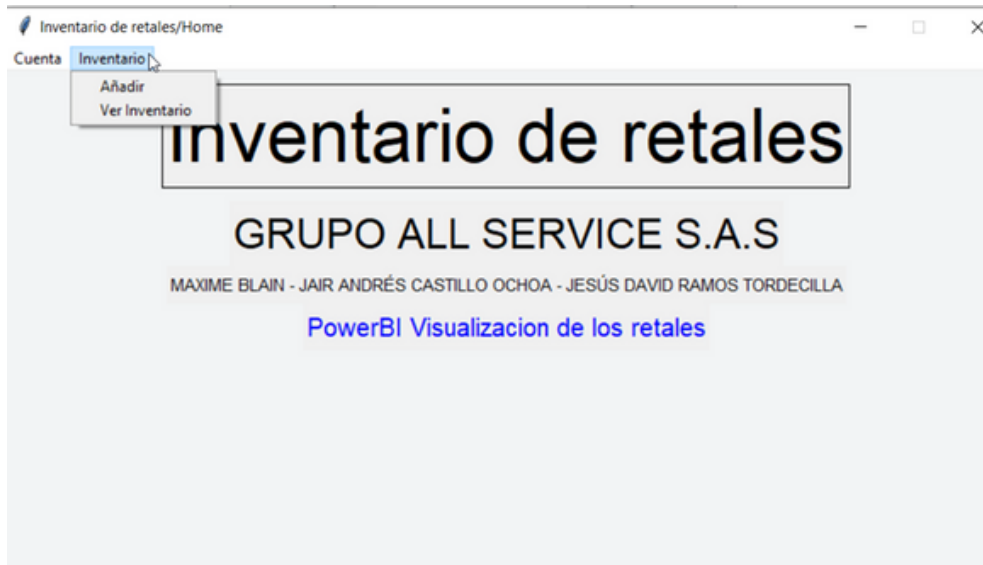 Inventario de retales/Home
Cuenta Inventario
Añadir
Ver Inventario
Inventario de retales
GRUPO ALL SERVICE S.A.S
MAXIME BLAIN - JAIR ANDRÉS CASTILLO OCHOA - JESÚS DAVID RAMOS TORDECILLA
PowerBI Visualizacion de los retales